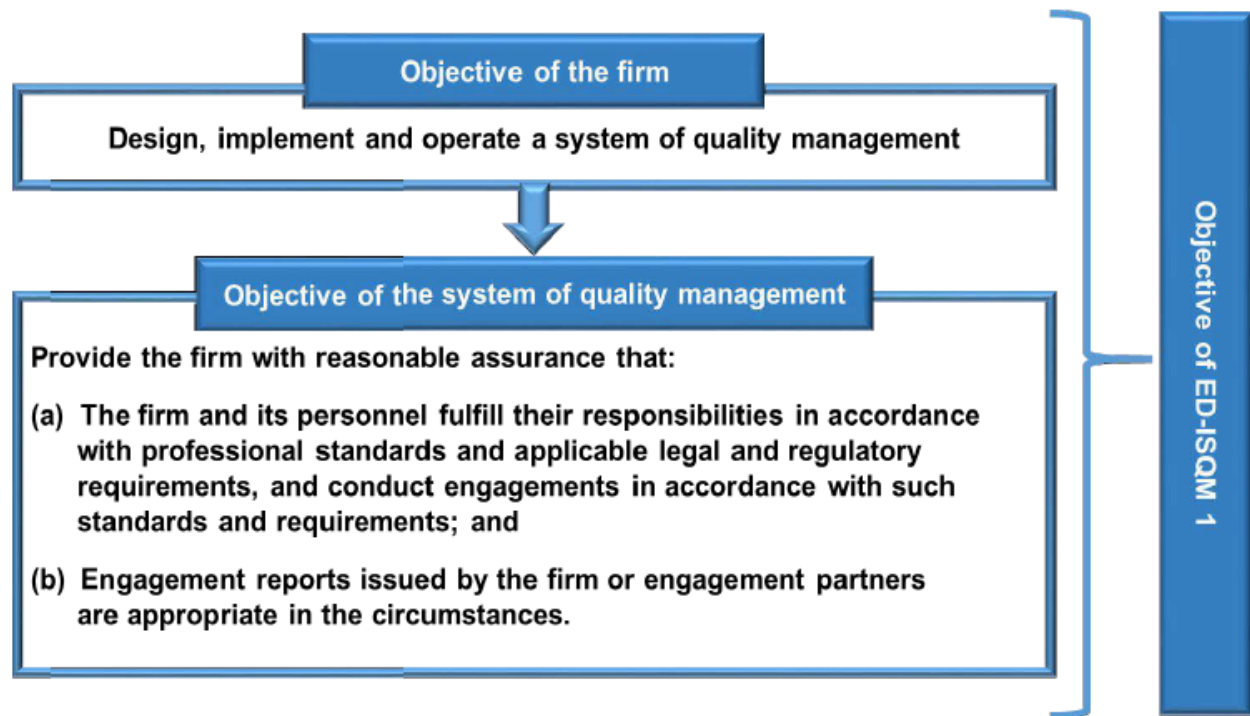 Objective of the firm
Design, implement and operate a system of quality management
Objective of the system of quality management
Provide the firm with reasonable assurance that:
(a) The firm and its personnel fulfill their responsibilities in accordance
with professional standards and applicable legal and regulatory
requirements, and conduct engagements in accordance with such
standards and requirements; and
(b) Engagement reports issued by the firm or engagement partners
are appropriate in the circumstances.
Objective of ED-ISQM 1